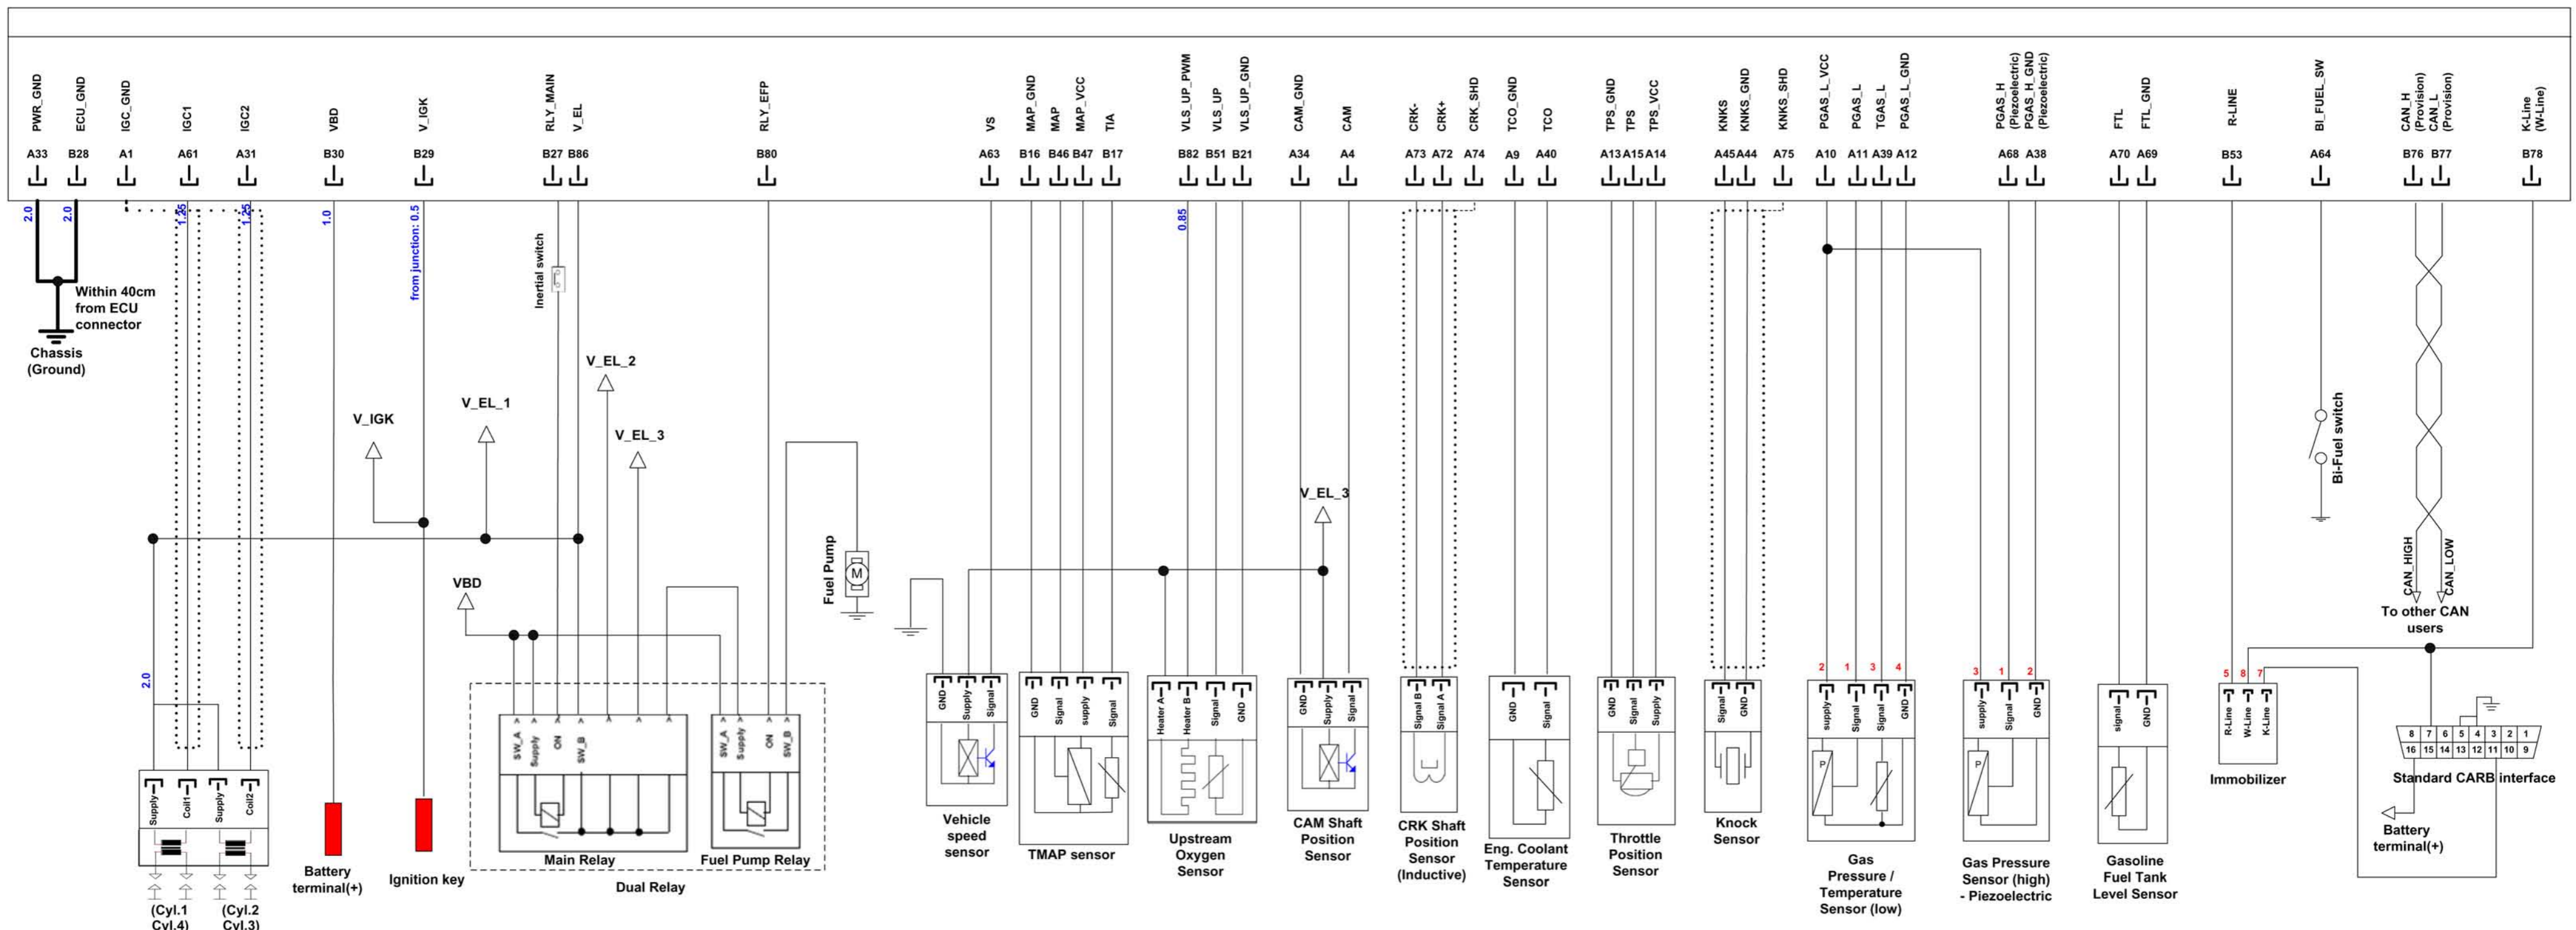 PWR_GND
ECU_GND
IGC_GND
IGC1
IGC2
VBD
V_IGK
RLY_MAIN
V_EL
RLY_EFP
VS
MAP_GND
MAP
MAP_VCC
TIA
VLS_UP_PWM
VLS_UP
VLS_UP_GND
CAM_GND
CAM
CRK-
CRK+
CRK_SHD
TCO_GND
TCO
TPS_GND
TPS
TPS_VCC
KNKS
KNKS_GND
KNKS_SHD
PGAS_L_VCC
PGAS_L
TGAS_L
PGAS_L_GND
PGAS_H
(Piezoelectric)
PGAS_H_GND
(Piezoelectric)
FTL
FTL_GND
R-LINE
BI_FUEL_SW
CAN_H
(Provision)
CAN_L
(Provision)
K-Line
(W-Line)
A33 B28 A1 A61 A31 B30 B29 B27 B86 B80 A63 B16 B46 B47 B17 B82 B51 B21 A34 A4 A73 A72 A74 A9 A40 A13 A15 A14 A45 A44 A75 A10 A11 A39 A12 A68 A38 A70 A69 B53 A64 B76 B77 B78
2.0
2.0
1.25
1.25
1.0
from junction: 0.5
0.85
Inertial switch
Within 40cm
from ECU
connector
Chassis
(Ground)
V_EL_2
V_EL_1
V_IGK
V_EL_3
VBD
Fuel Pump
M
V_EL_3
Bi-Fuel switch
CAN_HIGH
CAN_LOW
To other CAN
users
2.0
Supply
Coil1
Supply
Coil2
(Cyl.1
Cyl.4)
(Cyl.2
Cyl.3)
Battery
terminal(+)
Ignition key
SW_A
Supply
ON
SW_B
Main Relay
SW_A
Supply
ON
SW_B
Fuel Pump Relay
Dual Relay
GND
Supply
Signal
Vehicle
speed
sensor
GND
Signal
supply
Signal
TMAP sensor
Heater A
Heater B
Signal
GND
Upstream
Oxygen
Sensor
GND
Supply
Signal
CAM Shaft
Position
Sensor
Signal B
Signal A
CRK Shaft
Position
Sensor
(Inductive)
GND
Signal
Eng. Coolant
Temperature
Sensor
GND
Signal
Supply
Throttle
Position
Sensor
Signal
GND
Knock
Sensor
2 1 3 4
supply
Signal
Signal
GND
P
Gas
Pressure /
Temperature
Sensor (low)
3 1 2
supply
Signal
GND
P
Gas Pressure
Sensor (high)
- Piezoelectric
signal
GND
Gasoline
Fuel Tank
Level Sensor
5 8 7
R-Line
W-Line
K-Line
Immobilizer
8 7 6 5 4 3 2 1
16 15 14 13 12 11 10 9
Standard CARB interface
Battery
terminal(+)